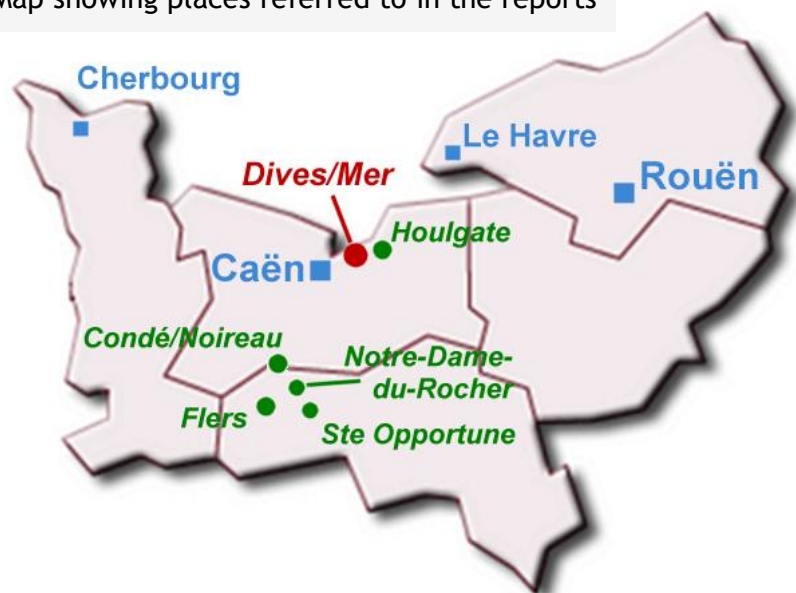 Map showing places referred to in the reports
Cherbourg
Le Havre
Dives/Mer
Rouën
Houlgate
Caën
Condé/Noireau
Notre-Dame-
du-Rocher
Flers
Ste Opportune